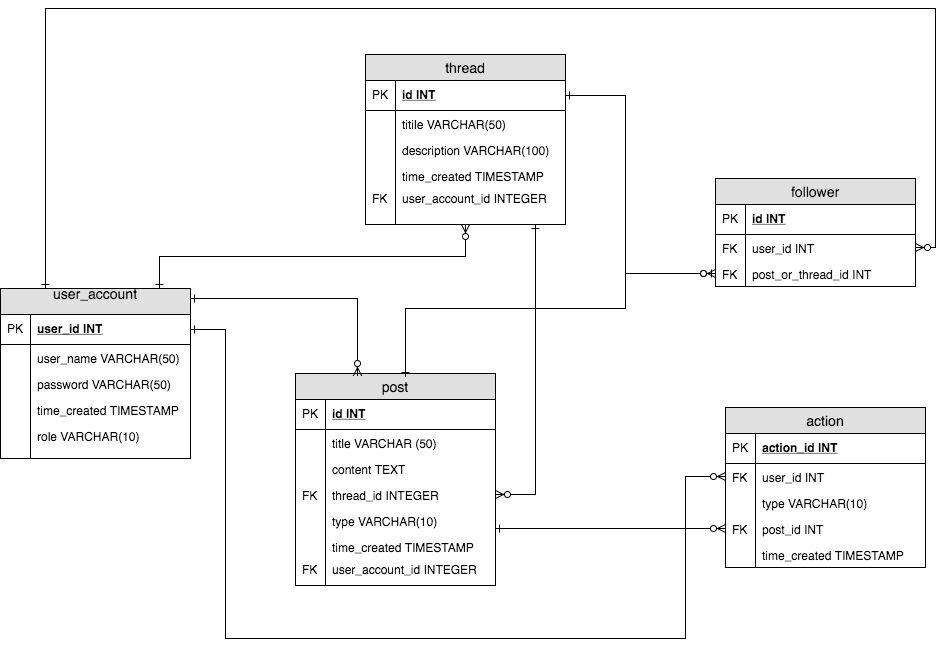 thread
PK id INT
titile VARCHAR(50)
description VARCHAR(100)
time_created TIMESTAMP
FK user_account_id INTEGER
follower
PK id INT
FK user_id INT
FK post_or_thread_id INT
user_account
PK user_id INT
user_name VARCHAR(50)
password VARCHAR(50)
time_created TIMESTAMP
role VARCHAR(10)
post
PK id INT
title VARCHAR (50)
content TEXT
FK thread_id INTEGER
type VARCHAR(10)
time_created TIMESTAMP
FK user_account_id INTEGER
action
PK action_id INT
FK user_id INT
type VARCHAR(10)
FK post_id INT
time_created TIMESTAMP